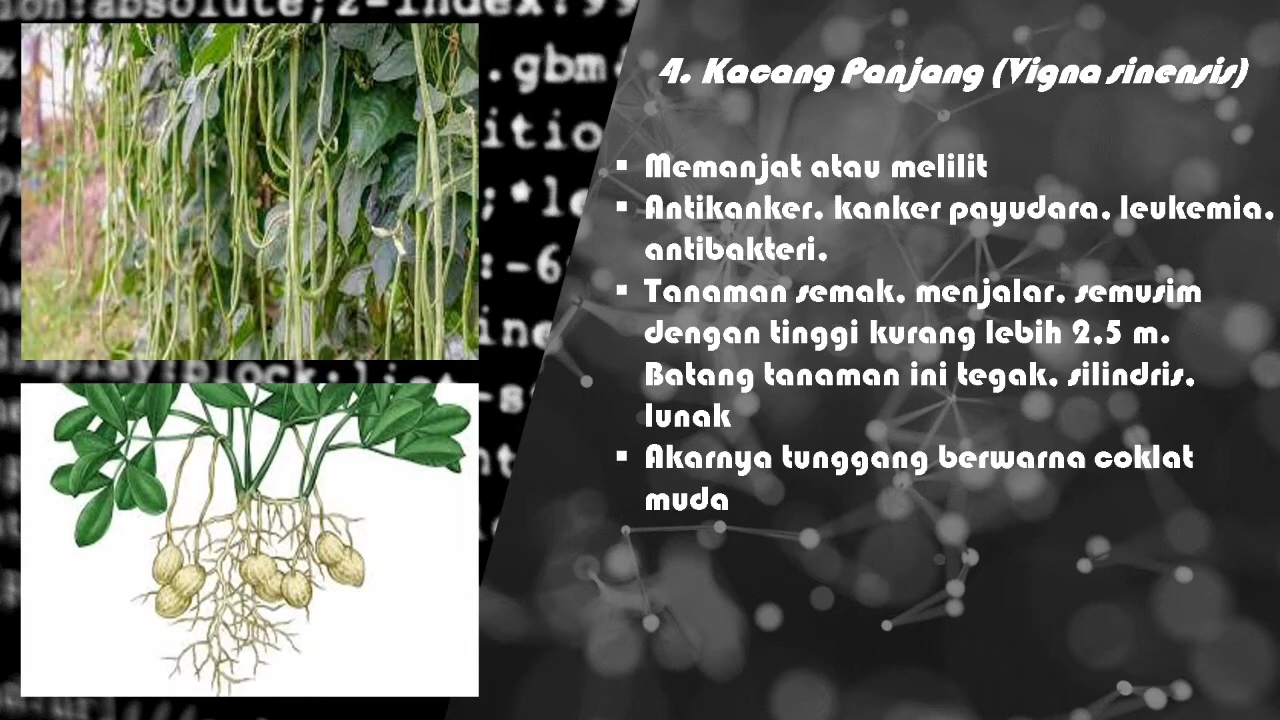 4. Kacang Panjang (Vigna sinensis)
▪ Memanjat atau melilit
▪ Antikanker, kanker payudara, leukemia,
antibakteri,
▪ Tanaman semak, menjalar, semusim
dengan tinggi kurang lebih 2,5 m.
Batang tanaman ini tegak, silindris,
lunak
▪ Akarnya tunggang berwarna coklat
muda